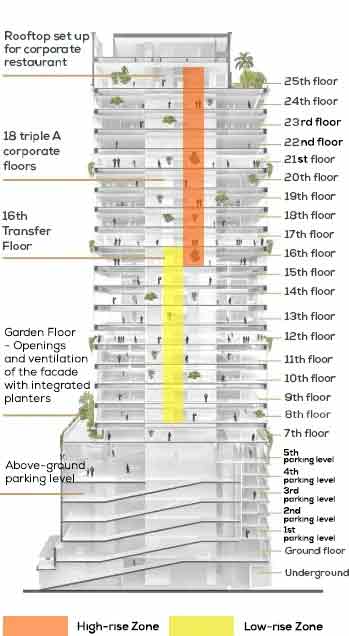 Rooftop set up
for corporate
restaurant
18 triple A
corporate
floors
16th
Transfer
Floor
Garden Floor
- Openings
and ventilation
of the facade
with integrated
planters
Above-ground
parking level
25th floor
24th floor
23rd floor
22nd floor
21st floor
20th floor
19th floor
18th floor
17th floor
16th floor
15th floor
14th floor
13th floor
12th floor
11th floor
10th floor
9th floor
8th floor
7th floor
5th
parking level
4th
parking level
3rd
parking level
2nd
parking level
1st
parking level
Ground floor
Underground
High-rise Zone
Low-rise Zone